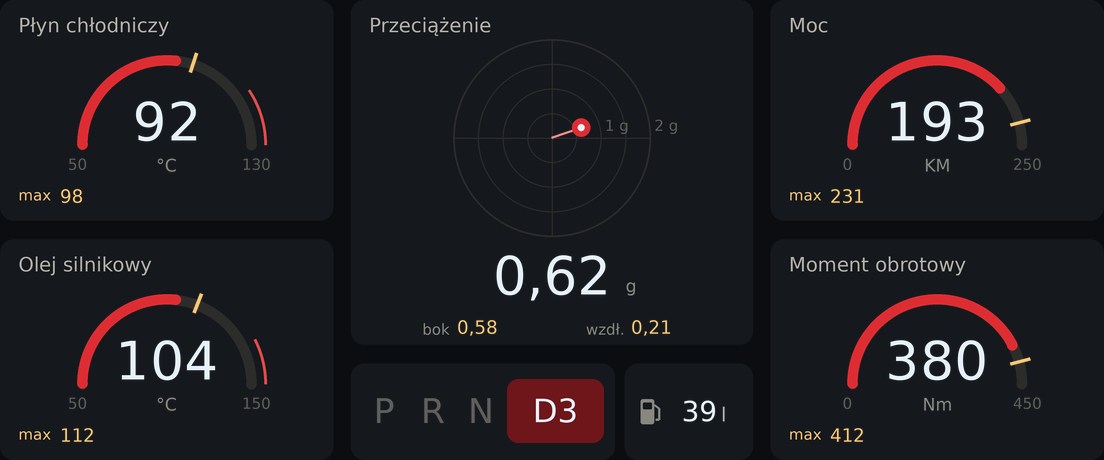 Płyn chłodniczy
92
50 °C 130
max 98
Olej silnikowy
104
50 °C 150
max 112
Przeciążenie
1 g 2 g
0,62 g
bok 0,58 wzdł. 0,21
P R N D3
39 l
Moc
193
0 KM 250
max 231
Moment obrotowy
380
0 Nm 450
max 412